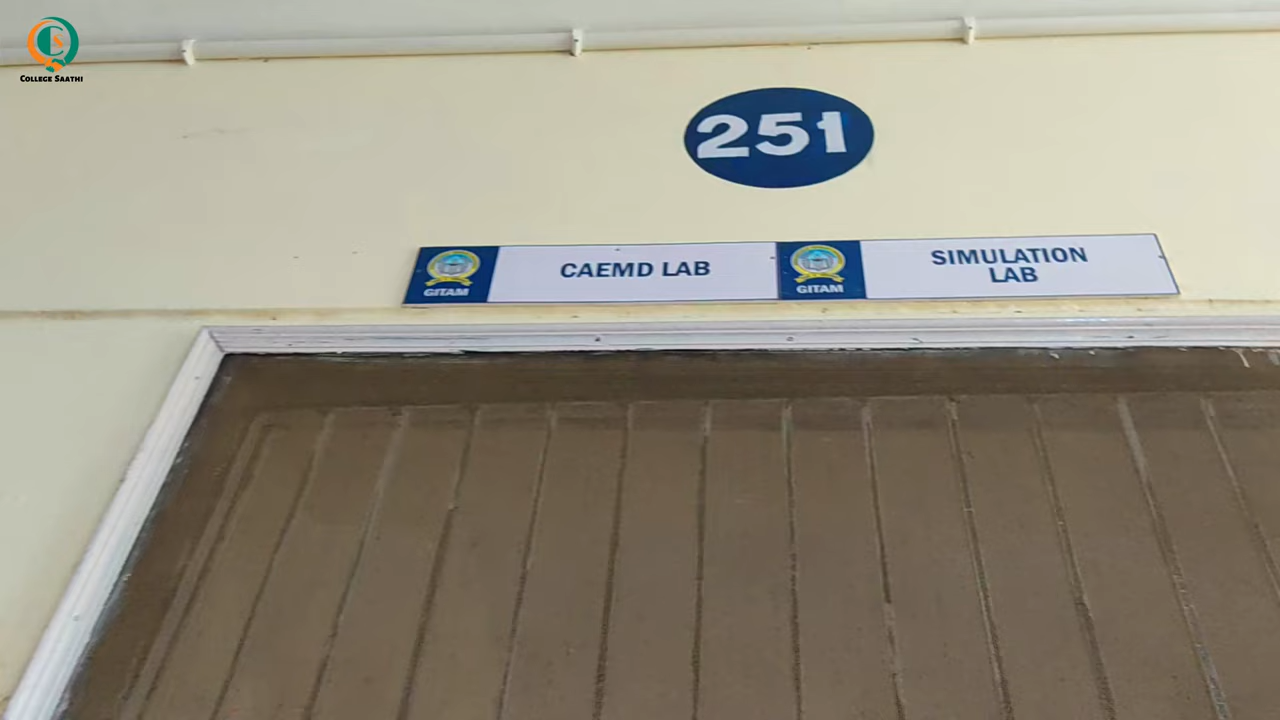 COLLEGE SAATHI
251
CAEMD LAB
GITAM
SIMULATION
LAB
GITAM